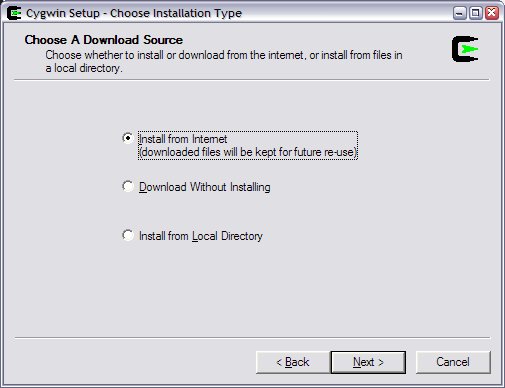 Cygwin Setup - Choose Installation Type
Choose A Download Source
Choose whether to install or download from the internet, or install from files in
a local directory.
Install from Internet
(downloaded files will be kept for future re-use)
Download Without Installing
Install from Local Directory
< Back
Next >
Cancel